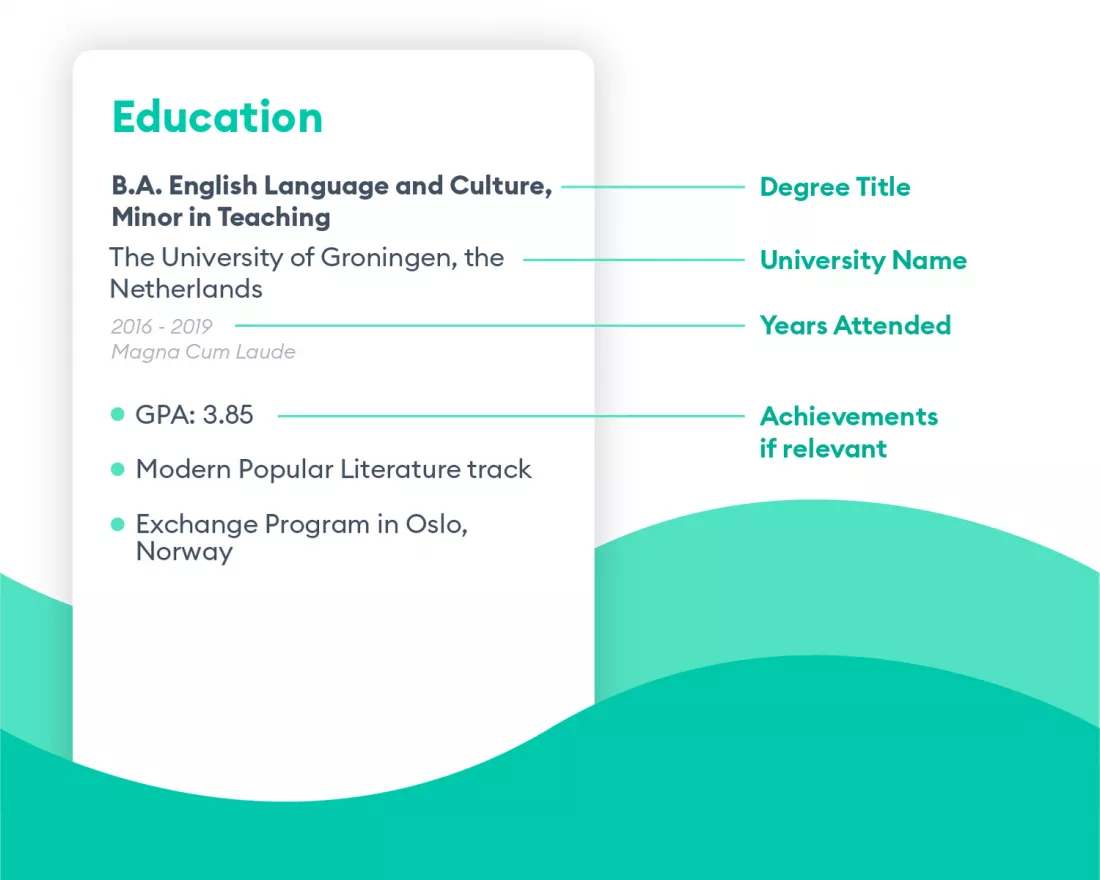 Education
B.A. English Language and Culture,
Minor in Teaching
Degree Title
The University of Groningen, the
Netherlands
University Name
2016 - 2019
Magna Cum Laude
Years Attended
GPA: 3.85
Achievements
if relevant
Modern Popular Literature track
Exchange Program in Oslo,
Norway